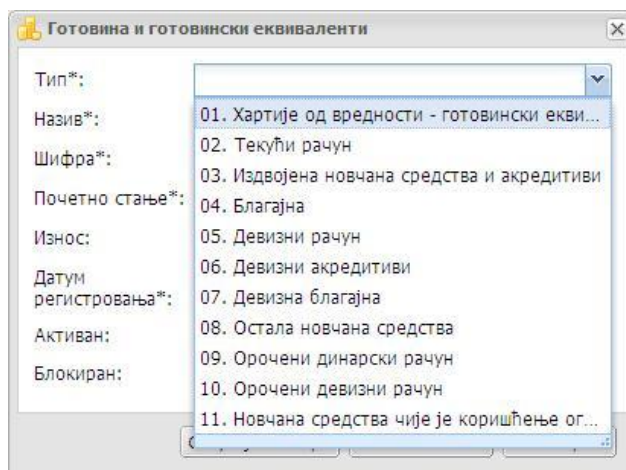 Готовина и готовински еквиваленти
Тип*:
01. Хартије од вредности - готовински екви...
Назив*:
02. Текући рачун
Шифра*:
03. Издвојена новчана средства и акредитиви
Почетно стање*:
04. Благајна
Износ:
05. Девизни рачун
06. Девизни акредитиви
Датум
регистровања*:
07. Девизна благајна
Активан:
08. Остала новчана средства
09. Орочени динарски рачун
Блокиран:
10. Орочени девизни рачун
11. Новчана средства чије је коришћење ог...